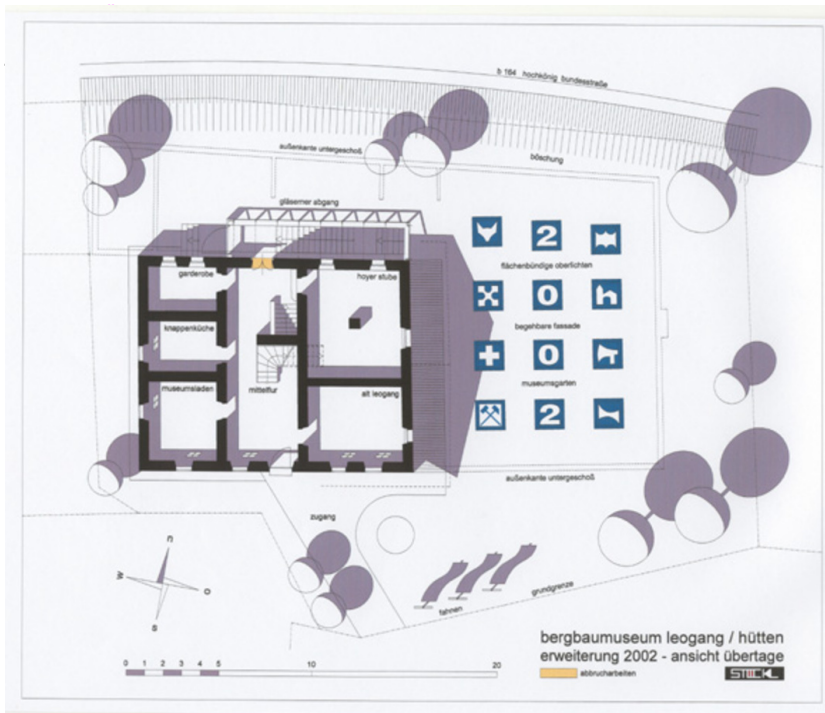 b 164 hochkönig bundesstraße
außenkante untergeschoß
böschung
gläserner abgang
2
flächenbündige oberlichten
garderobe
hoyer stube
0
begehbare fassade
knappenküche
0
museumsgarten
museumsladen
mittelflur
alt leogang
2
außenkante untergeschoß
zugang
n
w
o
s
fahnen
grundgrenze
bergbaumuseum leogang / hütten
erweiterung 2002 - ansicht übertage
abbrucharbeiten
0 1 2 3 4 5 10 20